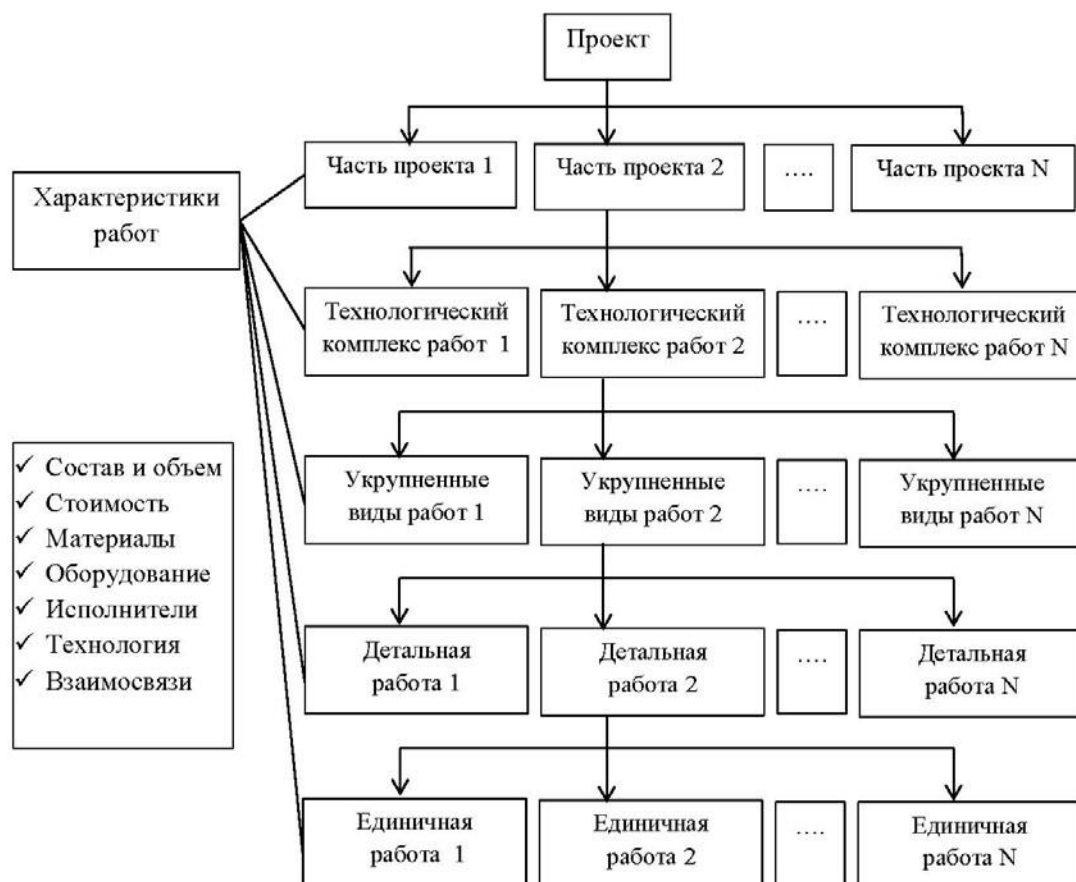 Проект
Часть проекта 1
Часть проекта 2
….
Часть проекта N
Характеристики
работ
Технологический
комплекс работ 1
Технологический
комплекс работ 2
….
Технологический
комплекс работ N
✓ Состав и объем
✓ Стоимость
✓ Материалы
✓ Оборудование
✓ Исполнители
✓ Технология
✓ Взаимосвязи
Укрупненные
виды работ 1
Укрупненные
виды работ 2
….
Укрупненные
виды работ N
Детальная
работа 1
Детальная
работа 2
….
Детальная
работа N
Единичная
работа 1
Единичная
работа 2
….
Единичная
работа N